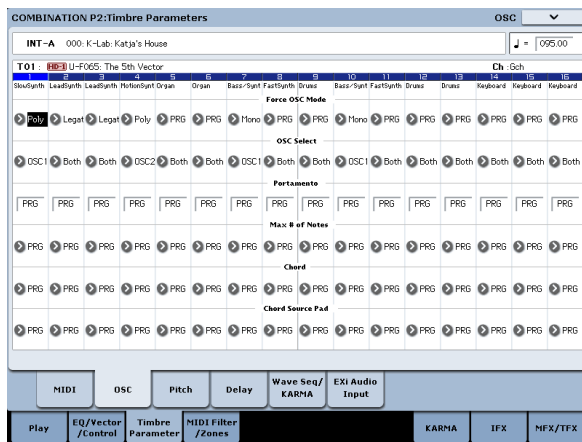 COMBINATION P2:Timbre Parameters OSC
INT-A 000: K-Lab: Katja's House ♩ = 095.00
T01 : HD-1 U-F065: The 5th Vector Ch :Gch
1 2 3 4 5 6 7 8 9 10 11 12 13 14 15 16
SlowSynth LeadSynth LeadSynth MotionSynt Organ Organ Bass/Synt FastSynth Drums Bass/Synt FastSynth Drums Drums Keyboard Keyboard Keyboard
Force OSC Mode
Poly Legat Legat Poly PRG PRG Mono PRG PRG Mono PRG PRG PRG PRG PRG PRG
OSC Select
OSC1 Both Both OSC2 Both Both OSC1 Both Both OSC1 Both Both Both Both Both Both
Portamento
PRG PRG PRG PRG PRG PRG PRG PRG PRG PRG PRG PRG PRG PRG PRG PRG
Max # of Notes
PRG PRG PRG PRG PRG PRG PRG PRG PRG PRG PRG PRG PRG PRG PRG PRG
Chord
PRG PRG PRG PRG PRG PRG PRG PRG PRG PRG PRG PRG PRG PRG PRG PRG
Chord Source Pad
PRG PRG PRG PRG PRG PRG PRG PRG PRG PRG PRG PRG PRG PRG PRG PRG
MIDI OSC Pitch Delay Wave Seq/ KARMA EXi Audio Input
Play EQ/Vector /Control Timbre Parameter MIDI Filter /Zones KARMA IFX MFX/TFX